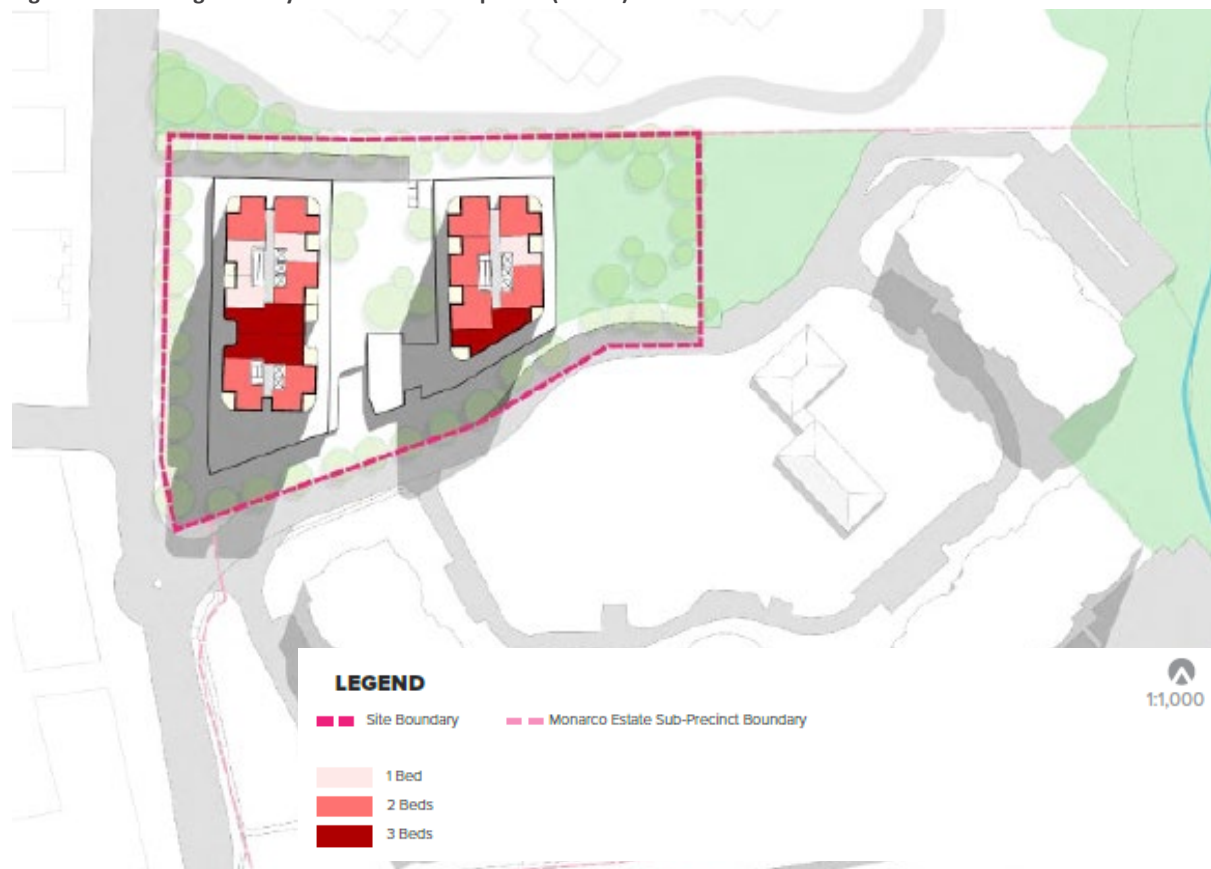 LEGEND
Site Boundary
Monarco Estate Sub-Precinct Boundary
1:1,000
1 Bed
2 Beds
3 Beds